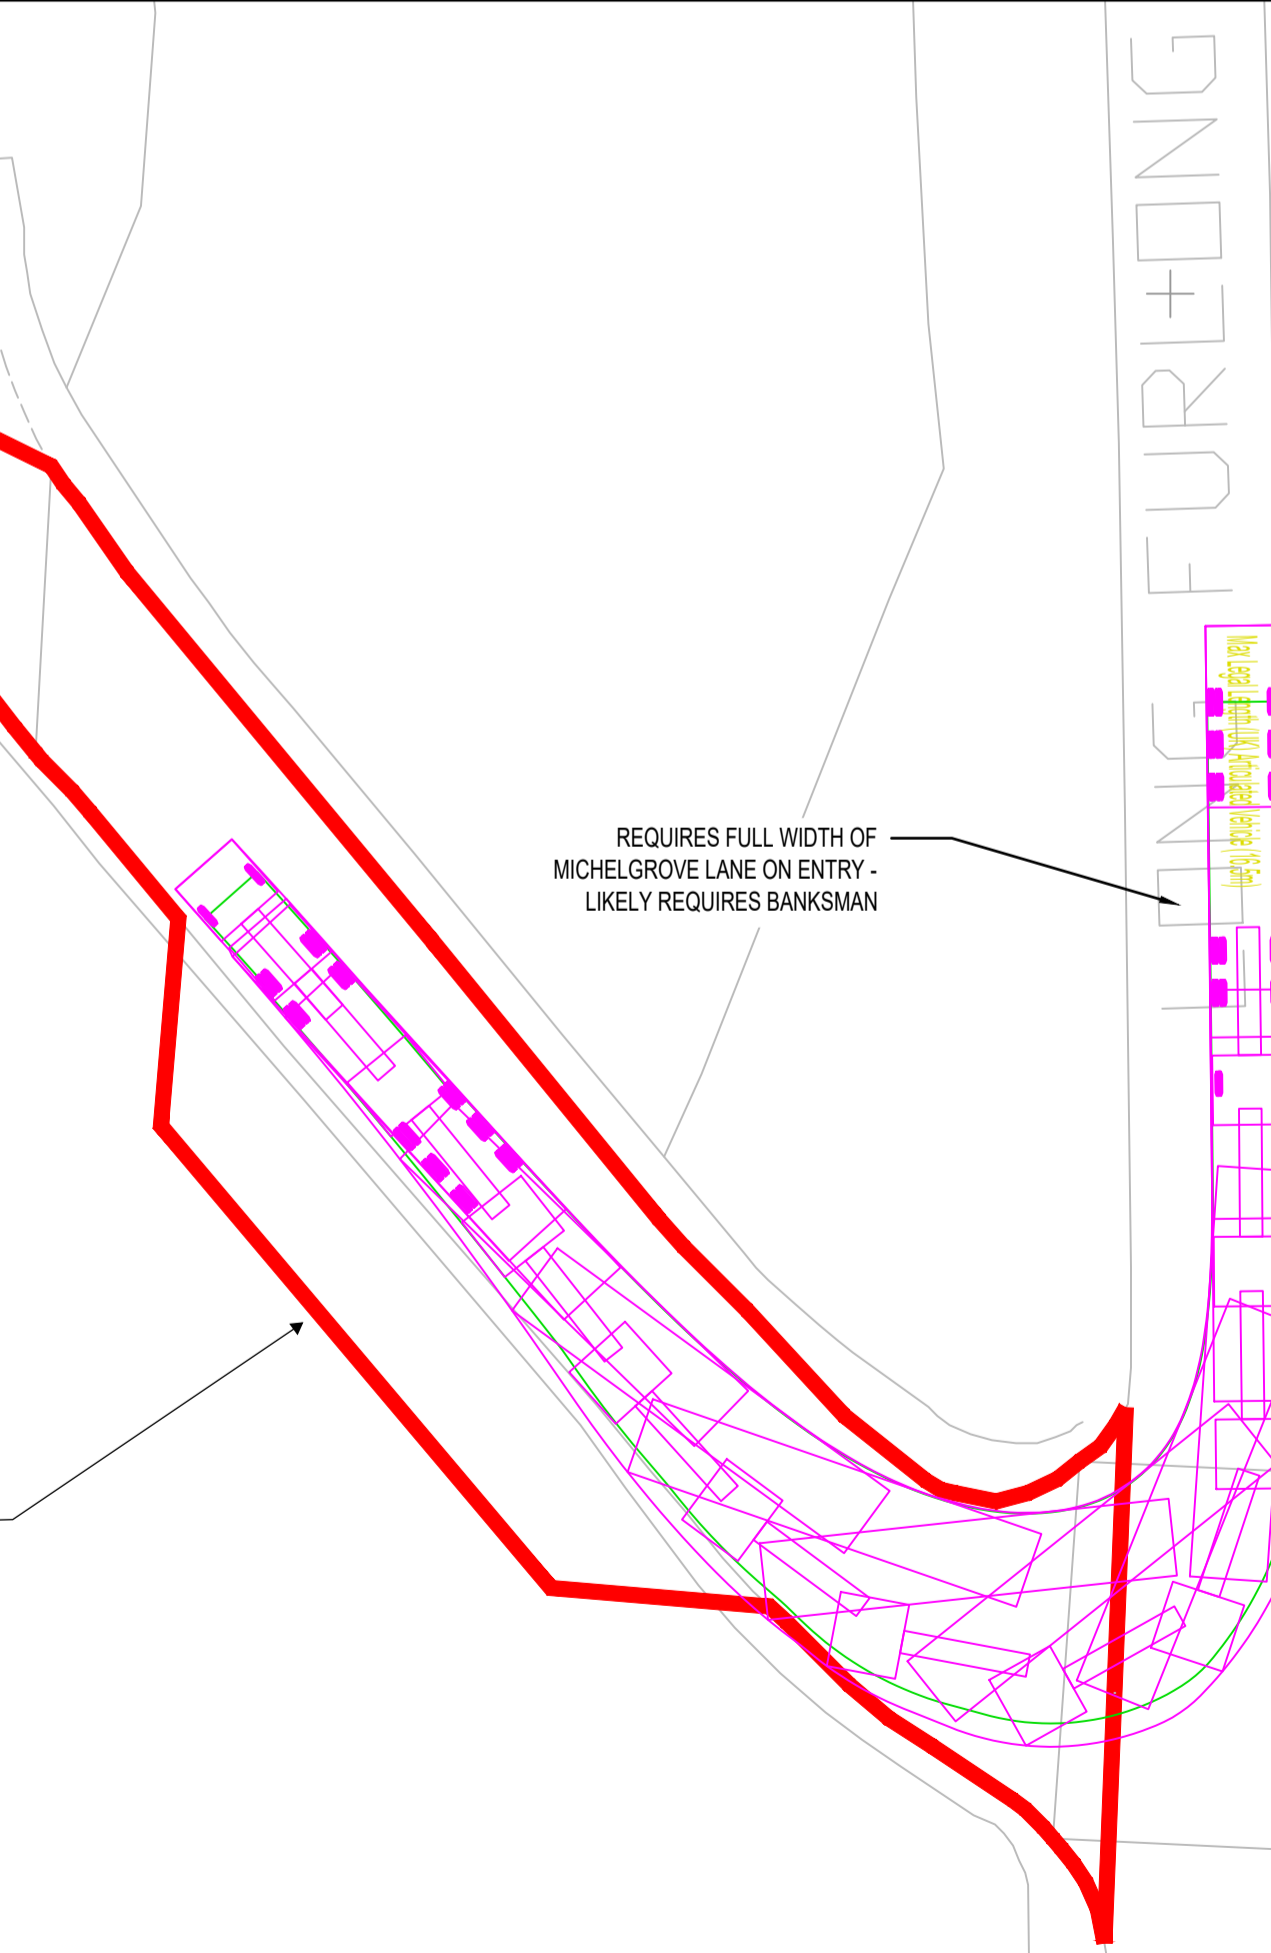 LONG FURLONG
REQUIRES FULL WIDTH OF
MICHELGROVE LANE ON ENTRY -
LIKELY REQUIRES BANKSMAN
Max Legal Length (UK) Articulated Vehicle (16.5m)